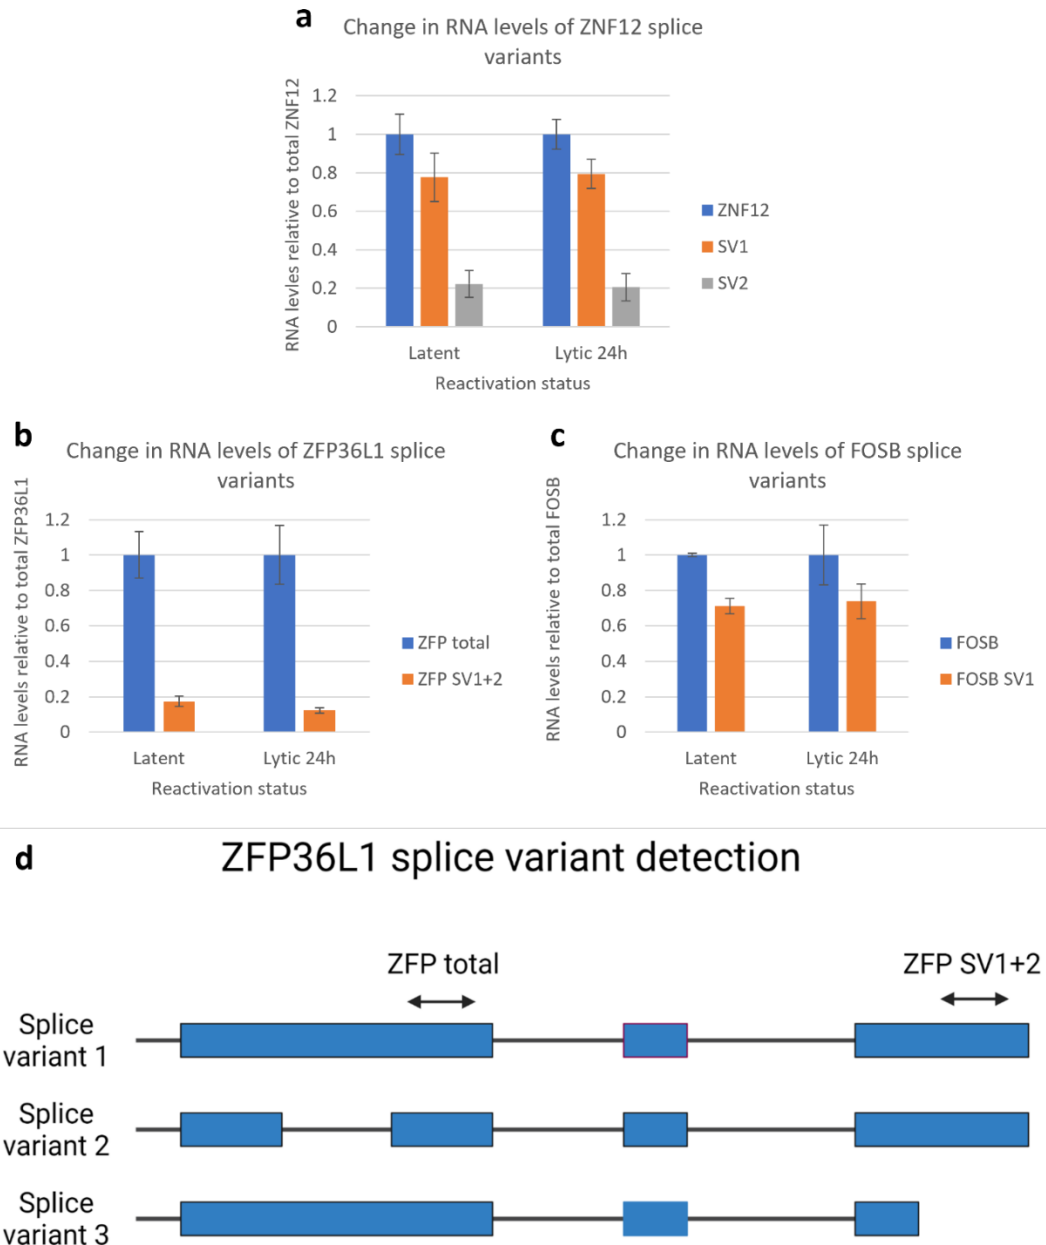 a
Change in RNA levels of ZNF12 splice
variants
RNA levles relative to total ZNF12
1.2
1
0.8
0.6
0.4
0.2
0
Latent
Lytic 24h
Reactivation status
ZNF12
SV1
SV2
b
Change in RNA levels of ZFP36L1 splice
variants
RNA levels relative to total ZFP36L1
1.2
1
0.8
0.6
0.4
0.2
0
Latent
Lytic 24h
Reactivation status
ZFP total
ZFP SV1+2
c
Change in RNA levels of FOSB splice
variants
RNA levels relative to total FOSB
1.2
1
0.8
0.6
0.4
0.2
0
Latent
Lytic 24h
Reactivation status
FOSB
FOSB SV1
d
ZFP36L1 splice variant detection
ZFP total
ZFP SV1+2
Splice
variant 1
Splice
variant 2
Splice
variant 3